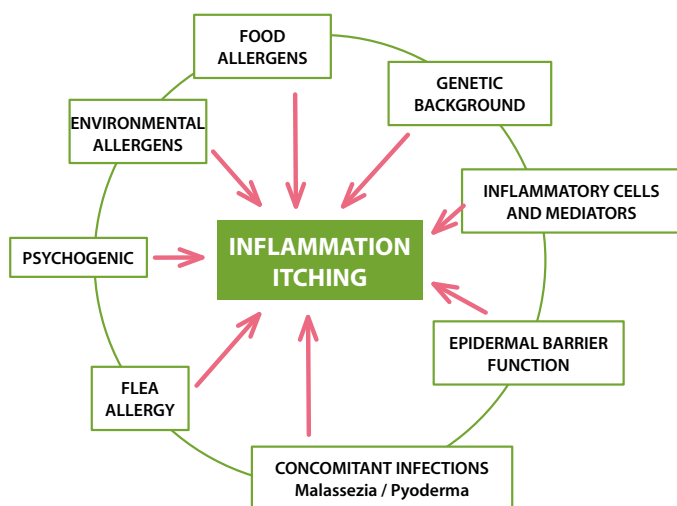 FOOD
ALLERGENS
GENETIC
BACKGROUND
ENVIRONMENTAL
ALLERGENS
INFLAMMATORY CELLS
AND MEDIATORS
INFLAMMATION
ITCHING
PSYCHOGENIC
EPIDERMAL BARRIER
FUNCTION
FLEA
ALLERGY
CONCOMITANT INFECTIONS
Malassezia / Pyoderma